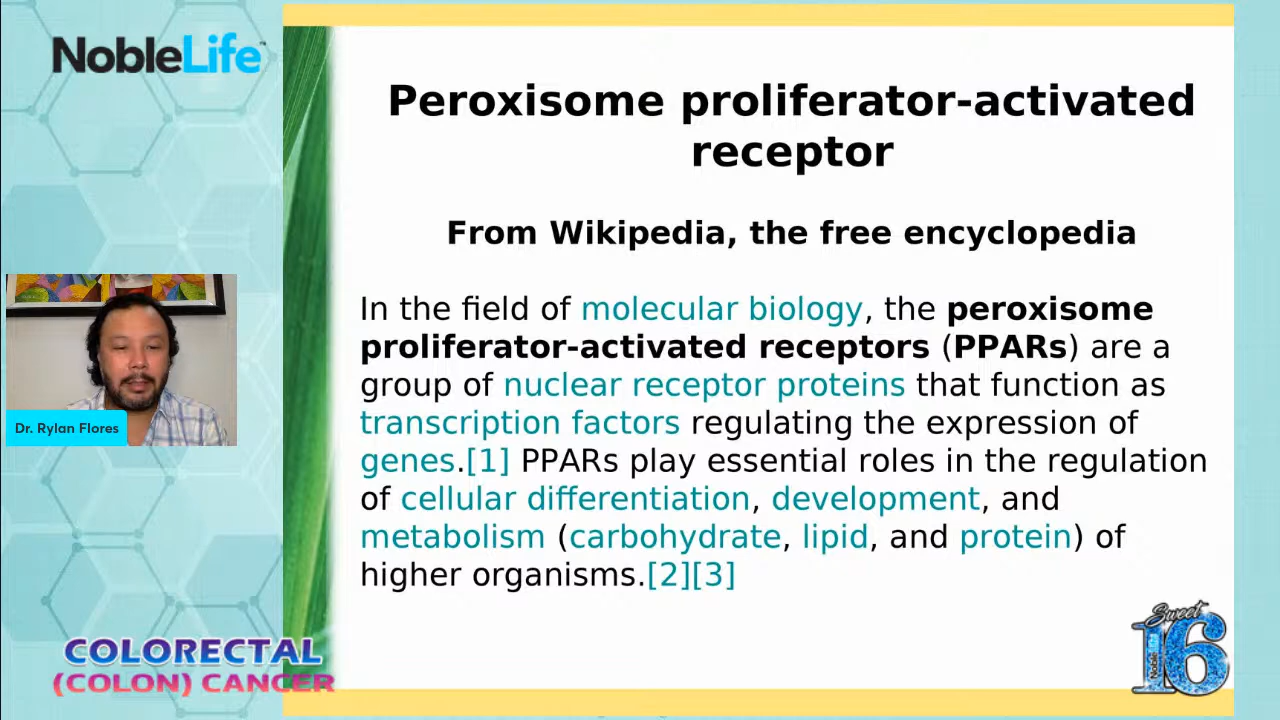 NobleLife™
Peroxisome proliferator-activated
receptor
From Wikipedia, the free encyclopedia
In the field of molecular biology, the peroxisome
proliferator-activated receptors (PPARs) are a
group of nuclear receptor proteins that function as
transcription factors regulating the expression of
genes.[1] PPARs play essential roles in the regulation
of cellular differentiation, development, and
metabolism (carbohydrate, lipid, and protein) of
higher organisms.[2][3]
Dr. Rylan Flores
COLORECTAL
(COLON) CANCER
Sweet
16
NobleLife